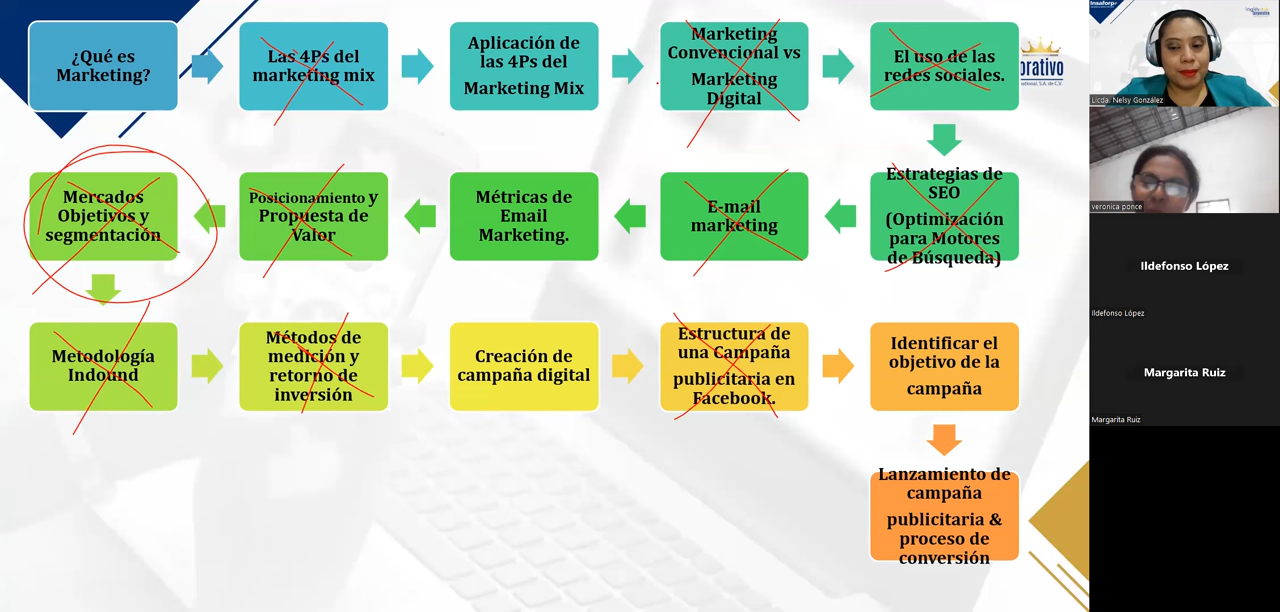 ¿Qué es
Marketing?
Las 4Ps del
marketing mix
Aplicación de
las 4Ps del
Marketing Mix
Marketing
Convencional vs
Marketing
Digital
El uso de las
redes sociales.
Estrategias de
SEO
(Optimización
para Motores
de Búsqueda)
E-mail
marketing
Métricas de
Email
Marketing.
Posicionamiento y
Propuesta de
Valor
Mercados
Objetivos y
segmentación
Metodología
Indound
Métodos de
medición y
retorno de
inversión
Creación de
campaña digital
Estructura de
una Campaña
publicitaria en
Facebook.
Identificar el
objetivo de la
campaña
Lanzamiento de
campaña
publicitaria &
proceso de
conversión
orativo
Insaforp
Licda. Nelsy González
veronica ponce
Ildefonso López
Ildefonso López
Margarita Ruiz
Margarita Ruiz